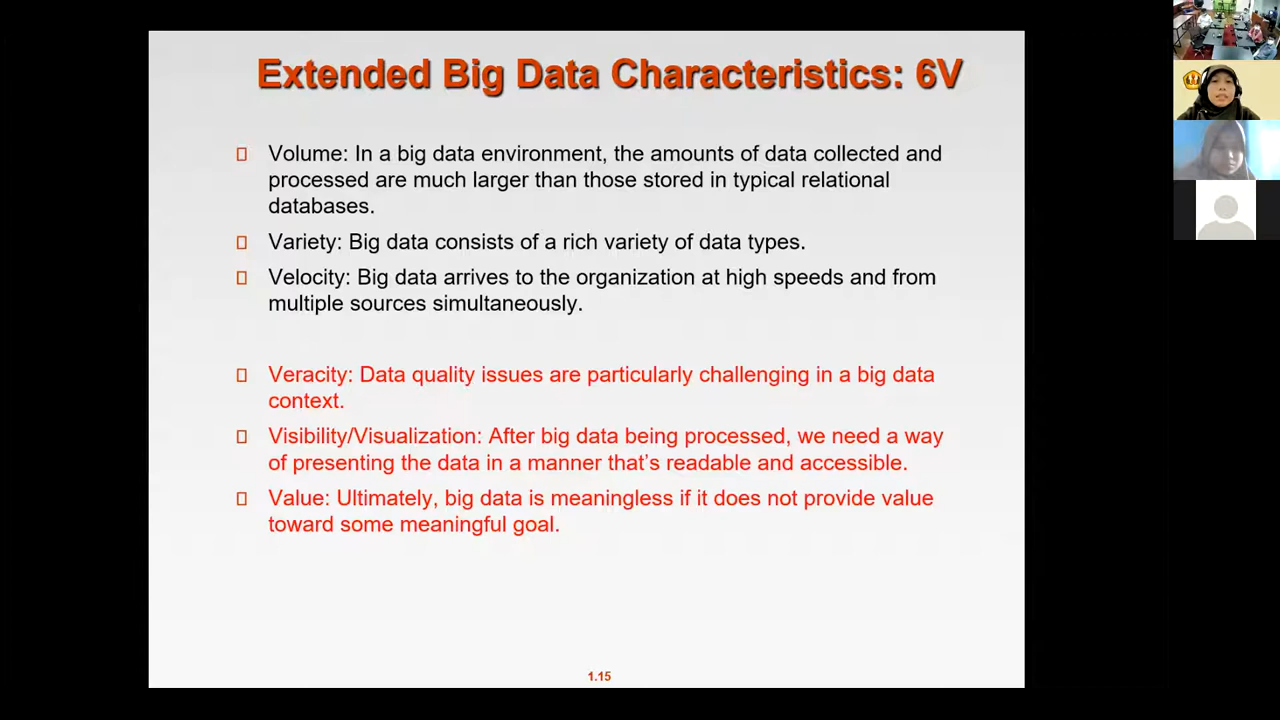 Extended Big Data Characteristics: 6V
Volume: In a big data environment, the amounts of data collected and
processed are much larger than those stored in typical relational
databases.
Variety: Big data consists of a rich variety of data types.
Velocity: Big data arrives to the organization at high speeds and from
multiple sources simultaneously.
Veracity: Data quality issues are particularly challenging in a big data
context.
Visibility/Visualization: After big data being processed, we need a way
of presenting the data in a manner that's readable and accessible.
Value: Ultimately, big data is meaningless if it does not provide value
toward some meaningful goal.
1.15